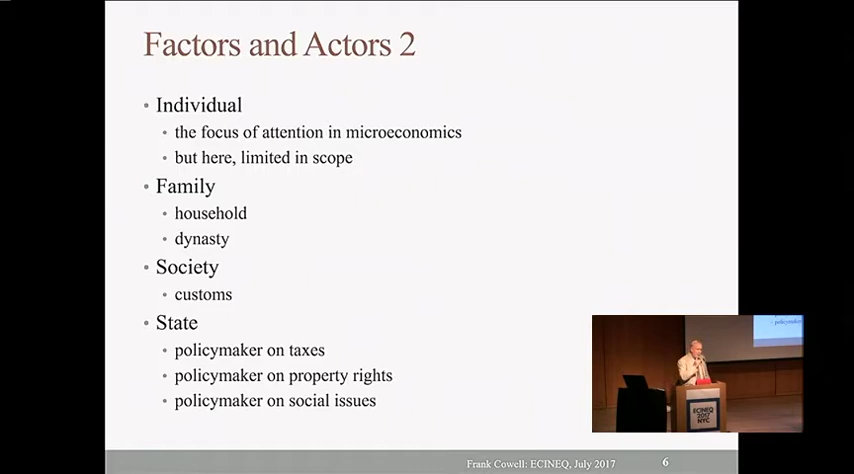 Factors and Actors 2
• Individual
• the focus of attention in microeconomics
• but here, limited in scope
• Family
• household
• dynasty
• Society
• customs
• State
• policymaker on taxes
• policymaker on property rights
• policymaker on social issues
Frank Cowell: ECINEQ, July 2017
6
ECINEQ
2017
NYC